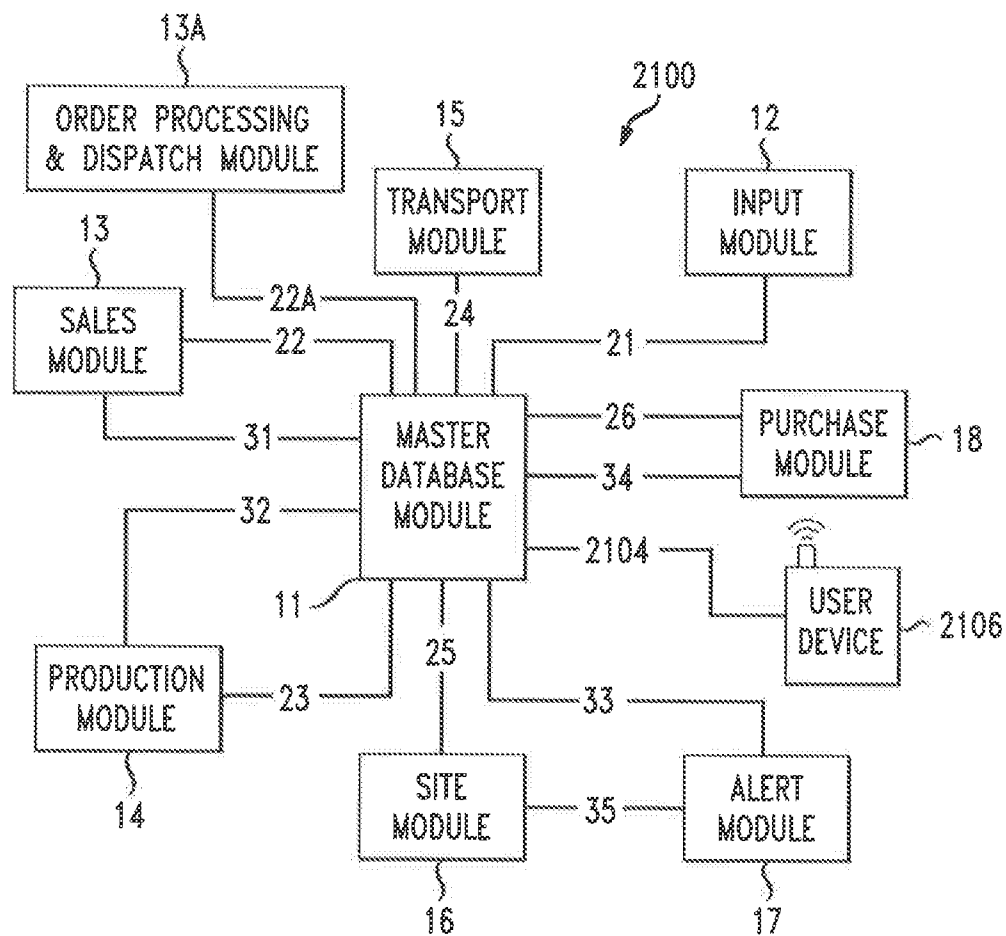 13A
ORDER PROCESSING
& DISPATCH MODULE
2100
15
TRANSPORT
MODULE
12
INPUT
MODULE
13
SALES
MODULE
22A
22
24
21
31
MASTER
DATABASE
MODULE
26
34
PURCHASE
MODULE
18
32
2104
11
USER
DEVICE
2106
PRODUCTION
MODULE
23
25
33
14
SITE
MODULE
35
ALERT
MODULE
16
17